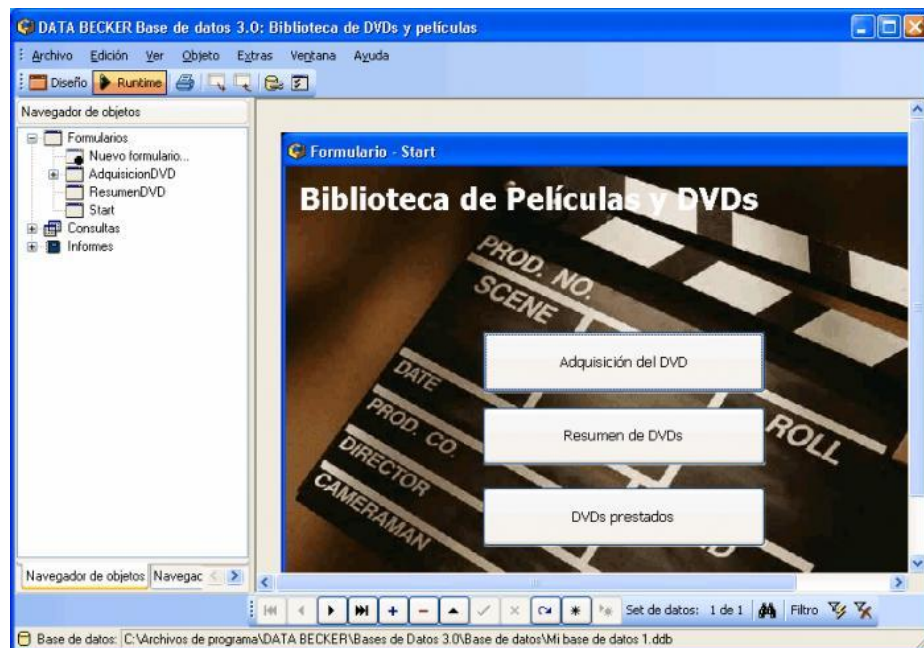 DATA BECKER Base de datos 3.0: Biblioteca de DVDs y películas
Archivo Edición Ver Objeto Extras Ventana Ayuda
Diseño Runtime
Navegador de objetos
Formularios
Nuevo formulario...
AdquisicionDVD
ResumenDVD
Start
Consultas
Informes
Formulario - Start
Biblioteca de Películas y DVDs
PROD. NO.
SCENE
DATE
PROD. CO.
DIRECTOR
CAMERAMAN
ROLL
Adquisición del DVD
Resumen de DVDs
DVDs prestados
Navegador de objetos Navegac
Set de datos: 1 de 1 Filtro
Base de datos: C:\Archivos de programa\DATA BECKER\Bases de Datos 3.0\Base de datos\Mi base de datos 1.ddb